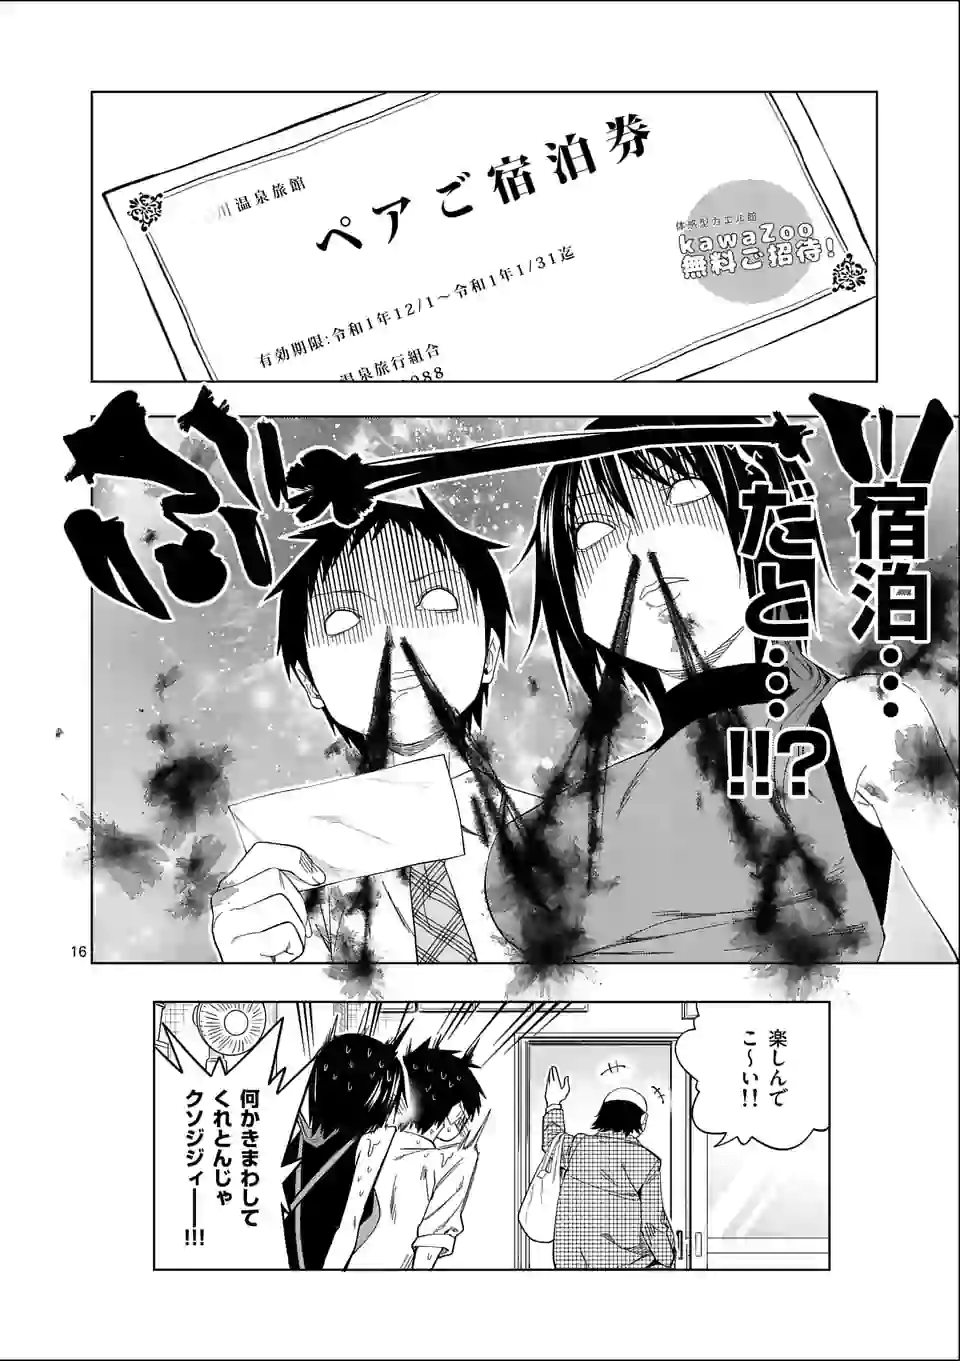 川温泉旅館
ペアご宿泊券
体感型カエル館
kawaZoo
無料ご招待!
有効期限:令和1年12/1～令和1年1/31迄
温泉旅行組合
088
宿泊…
だと……
!!?
16
楽しんで
こ〜い!!
何かきまわして
くれとんじゃ
クソジジィ──!!!